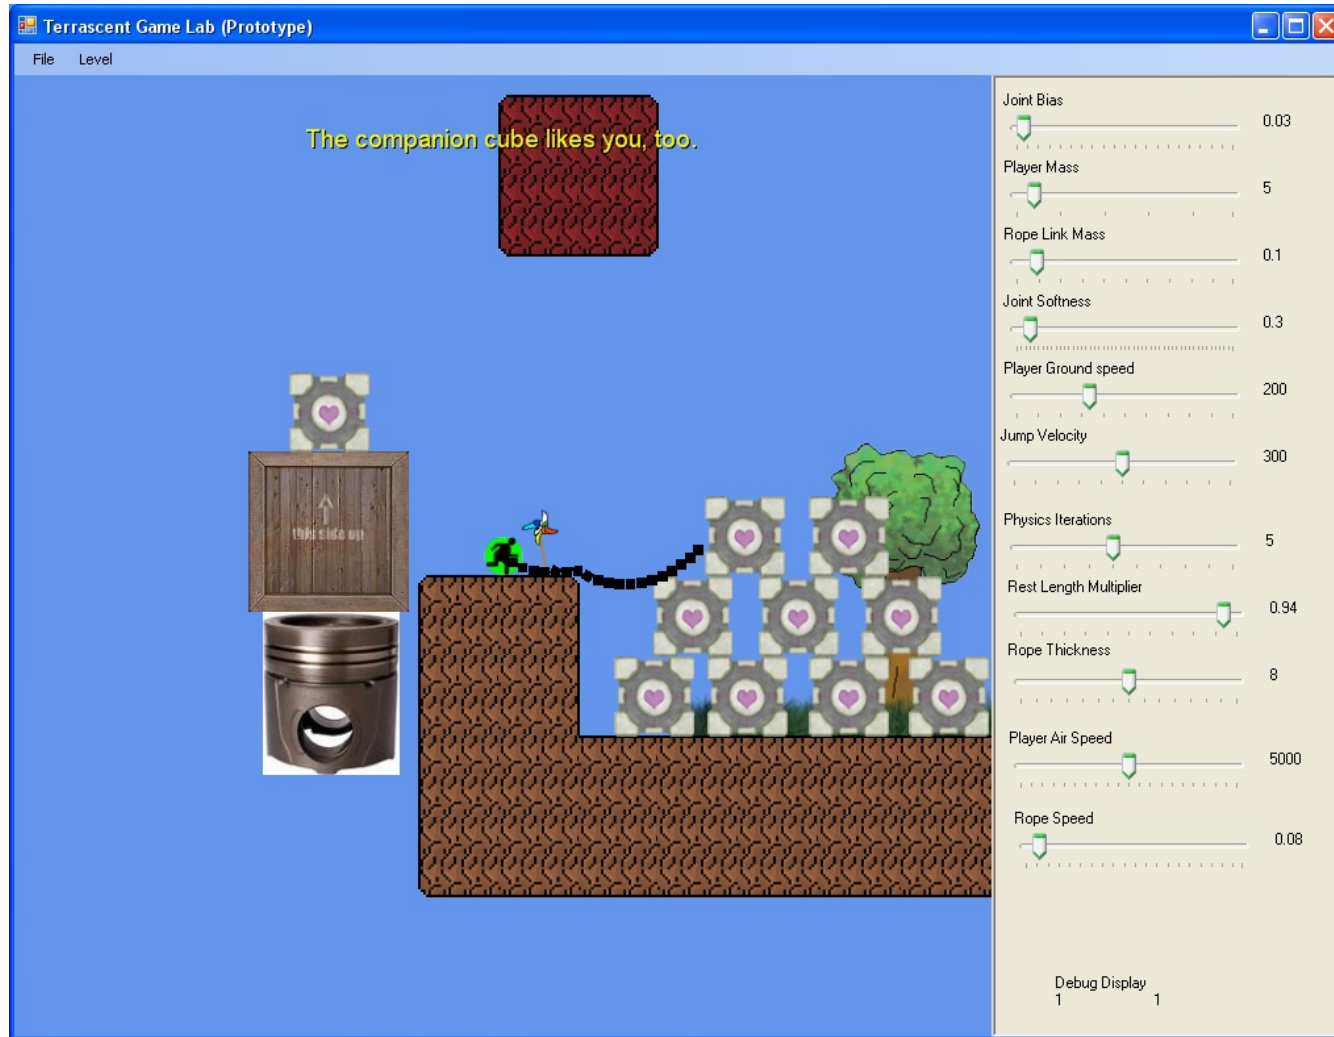 Terrascent Game Lab (Prototype)
File Level
The companion cube likes you, too.
this side up
Joint Bias
0.03
Player Mass
5
Rope Link Mass
0.1
Joint Softness
0.3
Player Ground speed
200
Jump Velocity
300
Physics Iterations
5
Rest Length Multiplier
0.94
Rope Thickness
8
Player Air Speed
5000
Rope Speed
0.08
Debug Display
1 1